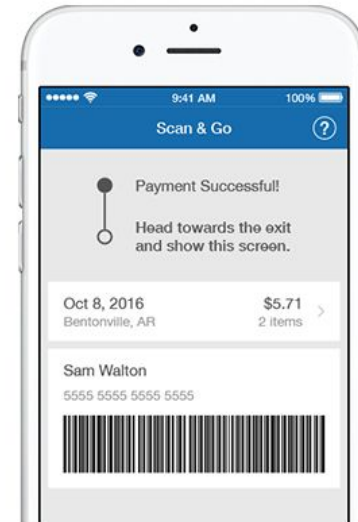 9:41 AM 100%
Scan & Go ?
Payment Successful!
Head towards the exit
and show this screen.
Oct 8, 2016 $5.71
Bentonville, AR 2 items
Sam Walton
5555 5555 5555 5555